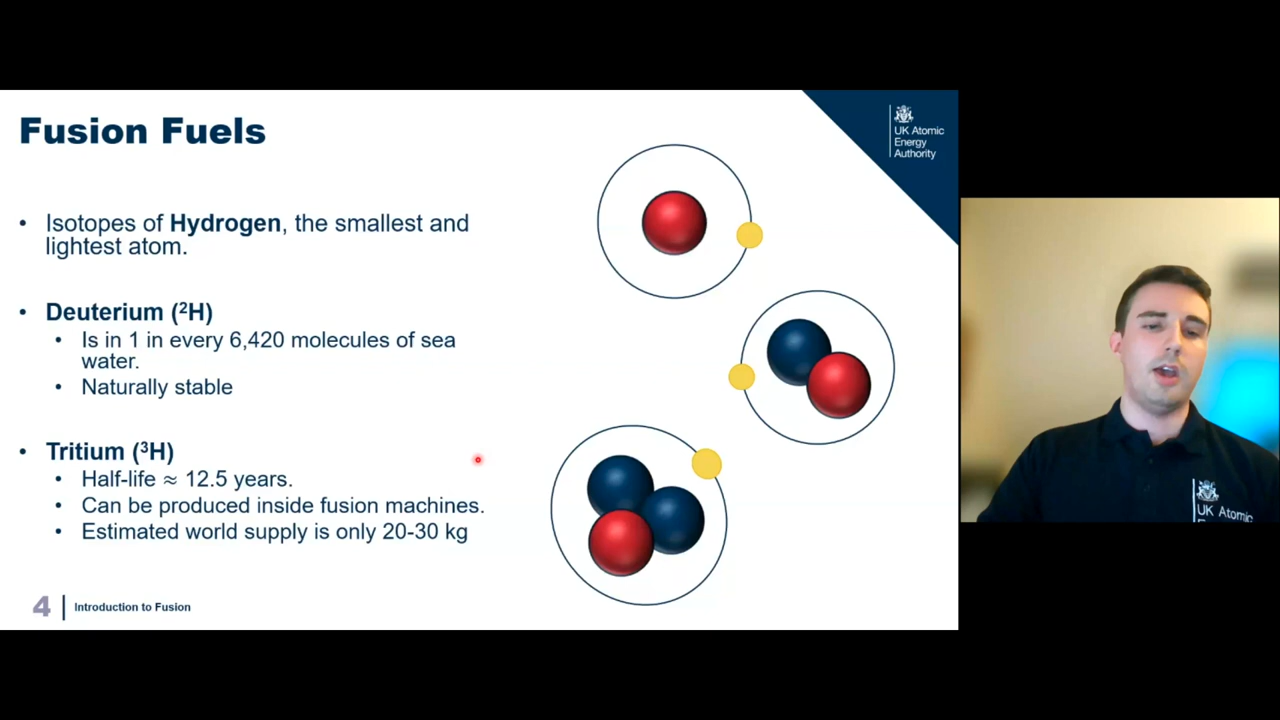 Fusion Fuels
UK Atomic
Energy
Authority
• Isotopes of Hydrogen, the smallest and
lightest atom.
• Deuterium (²H)
• Is in 1 in every 6,420 molecules of sea
water.
• Naturally stable
• Tritium (³H)
• Half-life ≈ 12.5 years.
• Can be produced inside fusion machines.
• Estimated world supply is only 20-30 kg
4
Introduction to Fusion
UK Atomic